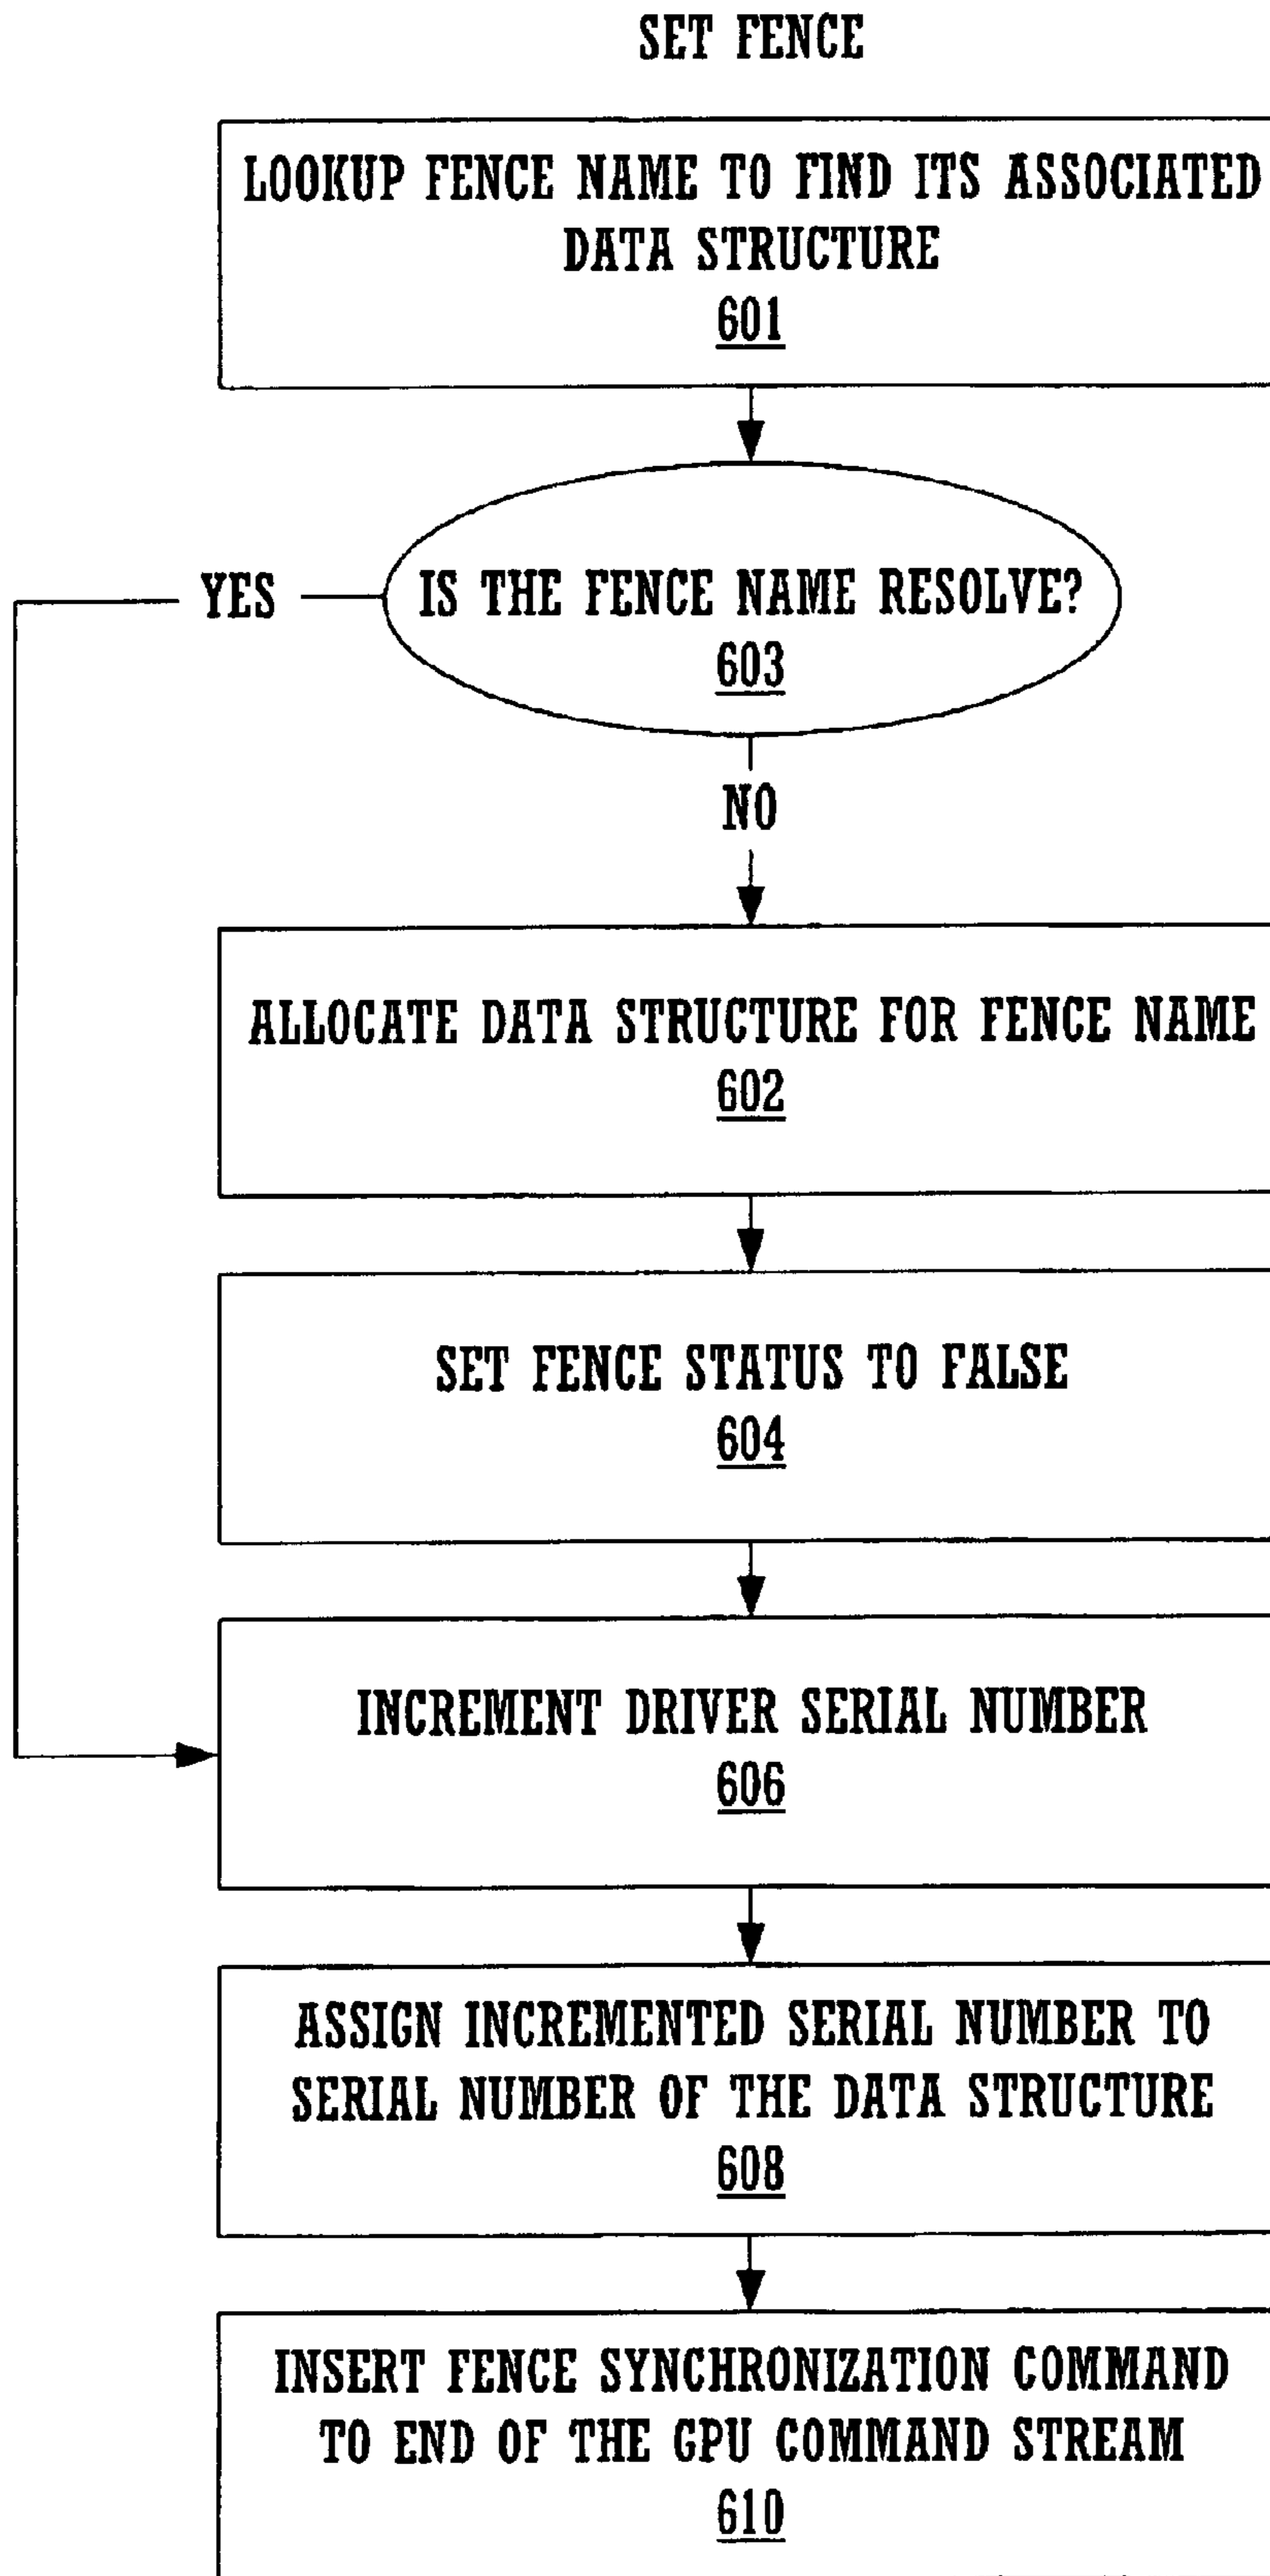 SET FENCE
LOOKUP FENCE NAME TO FIND ITS ASSOCIATED
DATA STRUCTURE
601
YES
IS THE FENCE NAME RESOLVE?
603
NO
ALLOCATE DATA STRUCTURE FOR FENCE NAME
602
SET FENCE STATUS TO FALSE
604
INCREMENT DRIVER SERIAL NUMBER
606
ASSIGN INCREMENTED SERIAL NUMBER TO
SERIAL NUMBER OF THE DATA STRUCTURE
608
INSERT FENCE SYNCHRONIZATION COMMAND
TO END OF THE GPU COMMAND STREAM
610